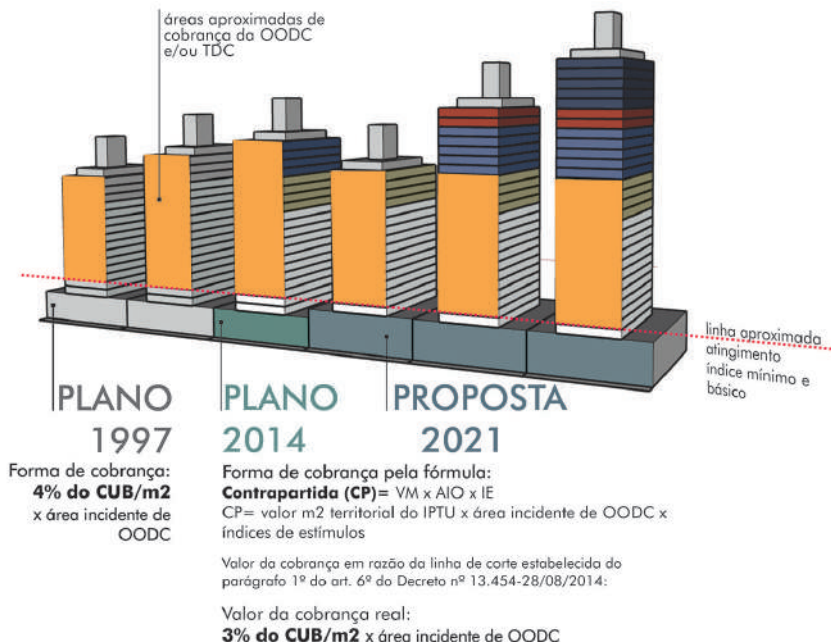 áreas aproximadas de
cobrança da OODC
e/ou TDC
linha aproximada
atingimento
índice mínimo e
básico
PLANO
1997
Forma de cobrança:
4% do CUB/m2
x área incidente de
OODC
PLANO
2014
PROPOSTA
2021
Forma de cobrança pela fórmula:
Contrapartida (CP)= VM x AIO x IE
CP= valor m2 territorial do IPTU x área incidente de OODC x
índices de estímulos
Valor da cobrança em razão da linha de corte estabelecida do
parágrafo 1º do art. 6º do Decreto nº 13.454-28/08/2014:
Valor da cobrança real:
3% do CUB/m2 x área incidente de OODC